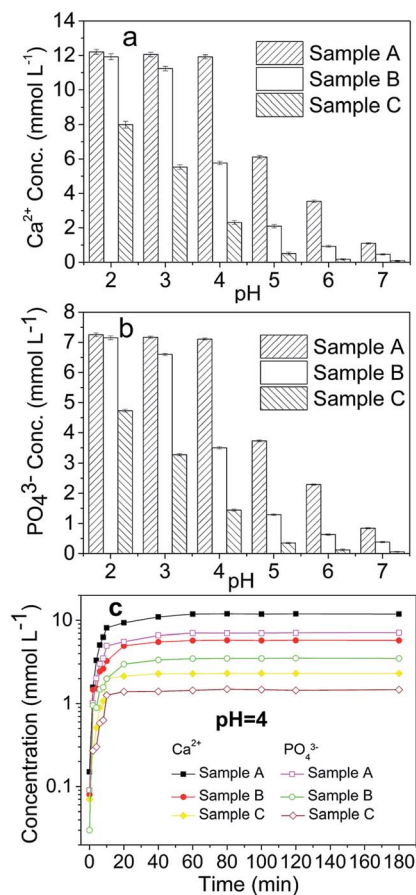 a
Sample A
Sample B
Sample C
Ca²⁺ Conc. (mmol L⁻¹)
14
12
10
8
6
4
2
0
2 3 4 5 6 7
pH
b
Sample A
Sample B
Sample C
PO₄³⁻ Conc. (mmol L⁻¹)
8
7
6
5
4
3
2
1
0
2 3 4 5 6 7
pH
c
Concentration (mmol L⁻¹)
10
1
0.1
pH=4
Ca²⁺ PO₄³⁻
Sample A Sample A
Sample B Sample B
Sample C Sample C
0 20 40 60 80 100 120 140 160 180
Time (min)